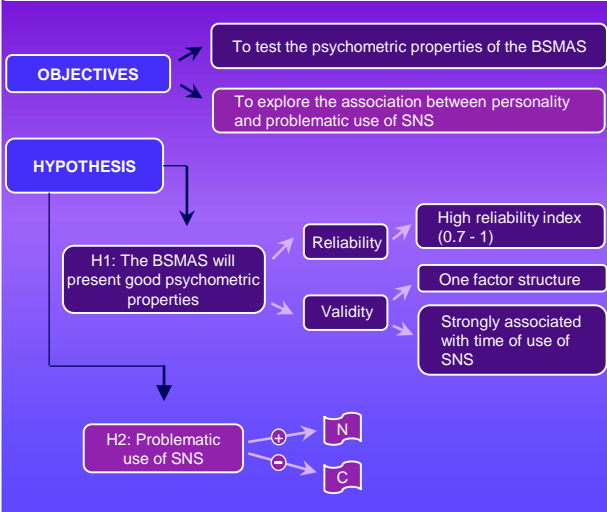 OBJECTIVES
To test the psychometric properties of the BSMAS
To explore the association between personality
and problematic use of SNS
HYPOTHESIS
H1: The BSMAS will
present good psychometric
properties
Reliability
High reliability index
(0.7 - 1)
Validity
One factor structure
Strongly associated
with time of use of
SNS
H2: Problematic
use of SNS
+
N
−
C